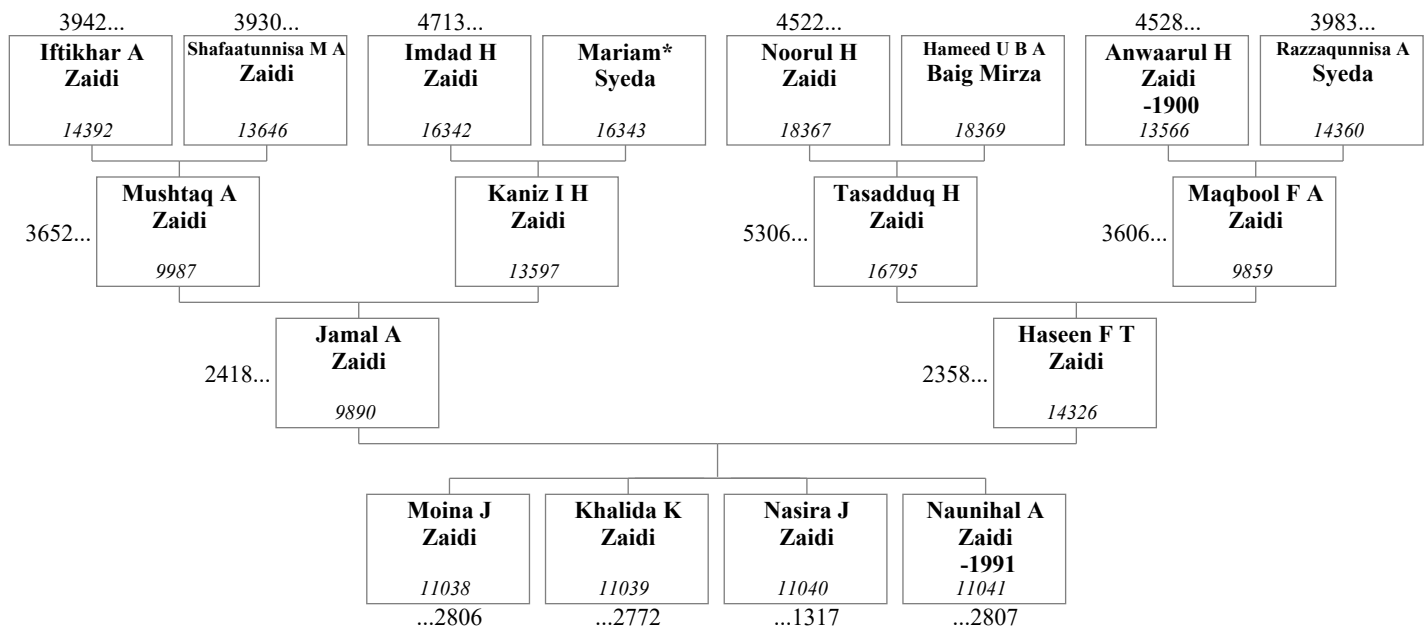 3942...
3930...
4713...
4522...
4528...
3983...
Iftikhar A
Zaidi
14392
Shafaatunnisa M A
Zaidi
13646
Imdad H
Zaidi
16342
Mariam*
Syeda
16343
Noorul H
Zaidi
18367
Hameed U B A
Baig Mirza
18369
Anwaarul H
Zaidi
-1900
13566
Razzaqunnisa A
Syeda
14360
3652...
Mushtaq A
Zaidi
9987
Kaniz I H
Zaidi
13597
5306...
Tasadduq H
Zaidi
16795
3606...
Maqbool F A
Zaidi
9859
2418...
Jamal A
Zaidi
9890
2358...
Haseen F T
Zaidi
14326
Moina J
Zaidi
11038
Khalida K
Zaidi
11039
Nasira J
Zaidi
11040
Naunihal A
Zaidi
-1991
11041
...2806
...2772
...1317
...2807